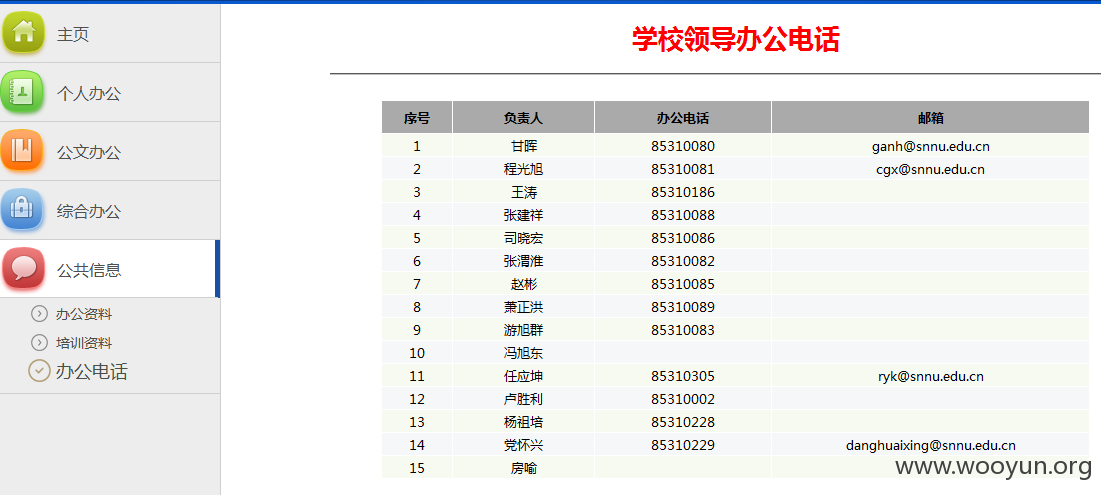 主页
个人办公
公文办公
综合办公
公共信息
办公资料
培训资料
办公电话
学校领导办公电话
序号 负责人 办公电话 邮箱
1 甘晖 85310080 ganh@snnu.edu.cn
2 程光旭 85310081 cgx@snnu.edu.cn
3 王涛 85310186
4 张建祥 85310088
5 司晓宏 85310086
6 张渭淮 85310082
7 赵彬 85310085
8 萧正洪 85310089
9 游旭群 85310083
10 冯旭东
11 任应坤 85310305 ryk@snnu.edu.cn
12 卢胜利 85310002
13 杨祖培 85310228
14 党怀兴 85310229 danghuaixing@snnu.edu.cn
15 房喻
www.wooyun.org